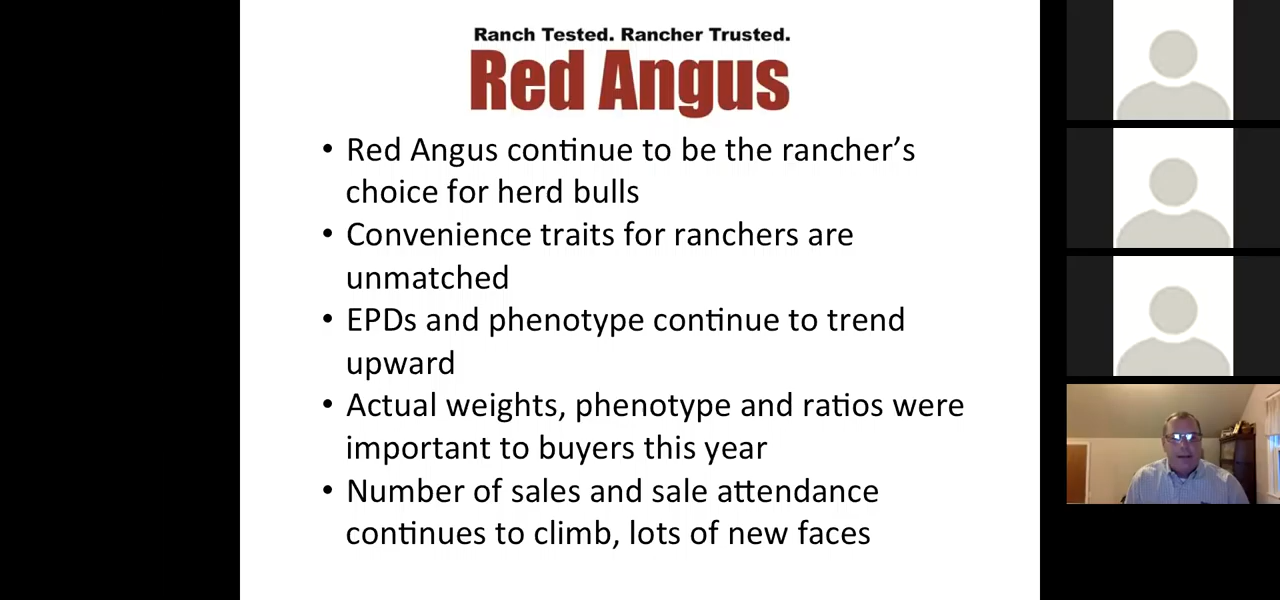 Ranch Tested. Rancher Trusted.
Red Angus
• Red Angus continue to be the rancher’s
choice for herd bulls
• Convenience traits for ranchers are
unmatched
• EPDs and phenotype continue to trend
upward
• Actual weights, phenotype and ratios were
important to buyers this year
• Number of sales and sale attendance
continues to climb, lots of new faces